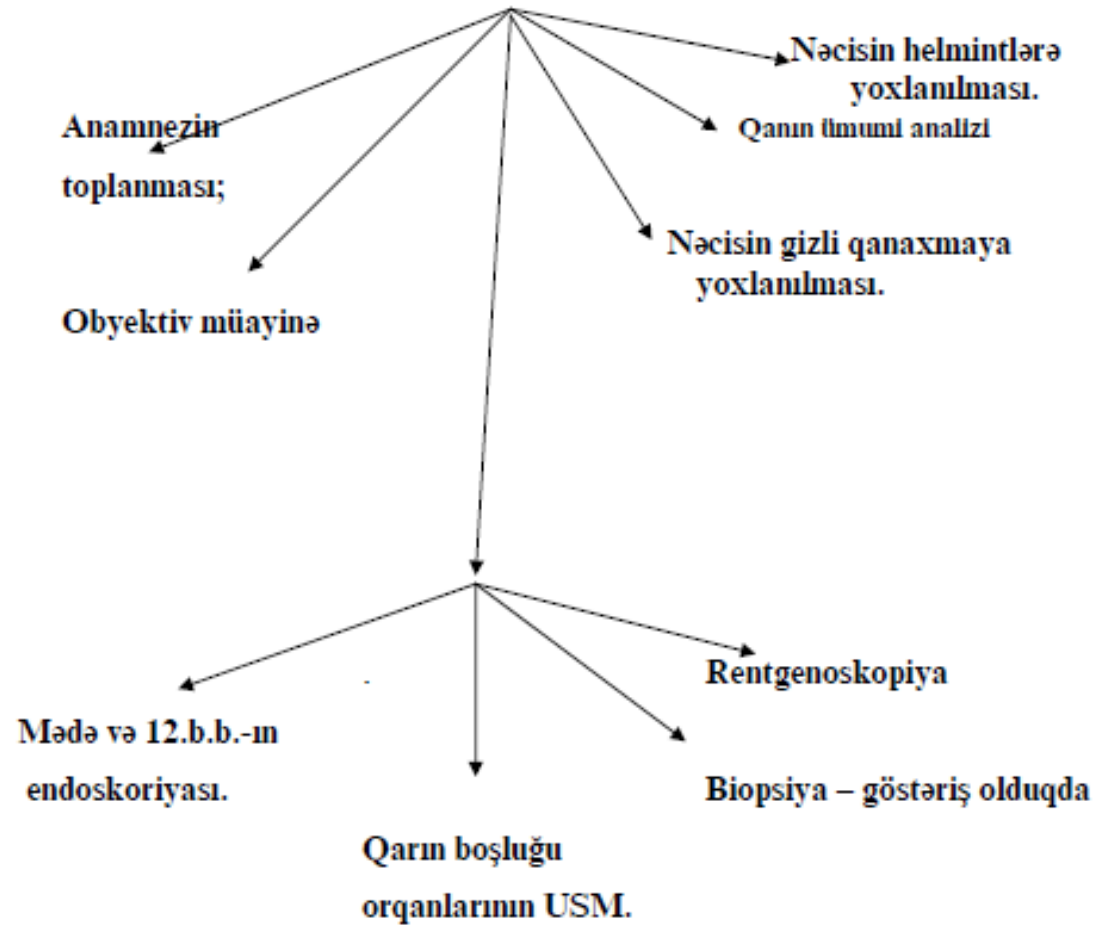 Nəcisin helmintlərə
yoxlanılması.
Anamnezin
toplanması;
Qanın ümumi analizi
Nəcisin gizli qanaxmaya
yoxlanılması.
Obyektiv müayinə
Rentgenoskopiya
Mədə və 12.b.b.-ın
endoskoriyası.
Biopsiya – göstəriş olduqda
Qarın boşluğu
orqanlarının USM.